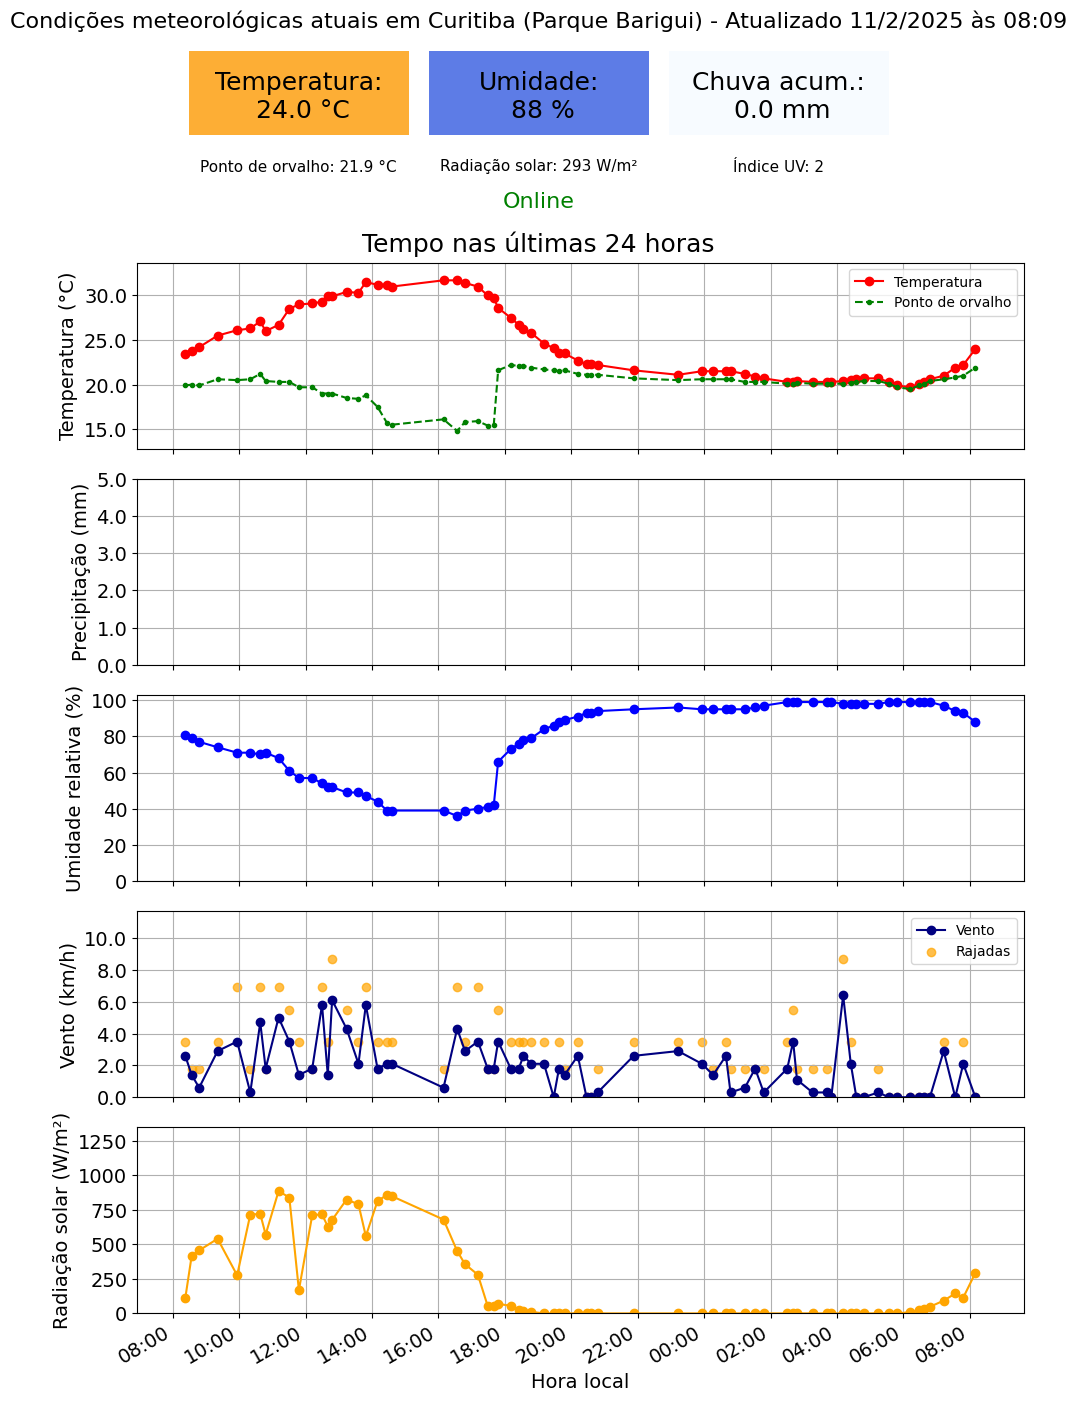 Condições meteorológicas atuais em Curitiba (Parque Barigui) - Atualizado 11/2/2025 às 08:09
Temperatura:
24.0 °C
Umidade:
88 %
Chuva acum.:
0.0 mm
Ponto de orvalho: 21.9 °C
Radiação solar: 293 W/m²
Índice UV: 2
Online
Tempo nas últimas 24 horas
Temperatura (°C)
30.0
25.0
20.0
15.0
Temperatura
Ponto de orvalho
Precipitação (mm)
5.0
4.0
3.0
2.0
1.0
0.0
Umidade relativa (%)
100
80
60
40
20
0
Vento (km/h)
10.0
8.0
6.0
4.0
2.0
0.0
Vento
Rajadas
Radiação solar (W/m²)
1250
1000
750
500
250
0
08:00
10:00
12:00
14:00
16:00
18:00
20:00
22:00
00:00
02:00
04:00
06:00
08:00
Hora local